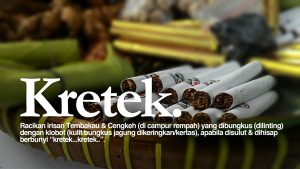 Kretek.
Racikan Irisan Tembakau & Cengkeh (di campur rempah) yang dibungkus (dilinting)
dengan klobot (kulit bungkus jagung dikeringkan/kertas), apabila disulut & dihisap
berbunyi "kretek...kretek..".